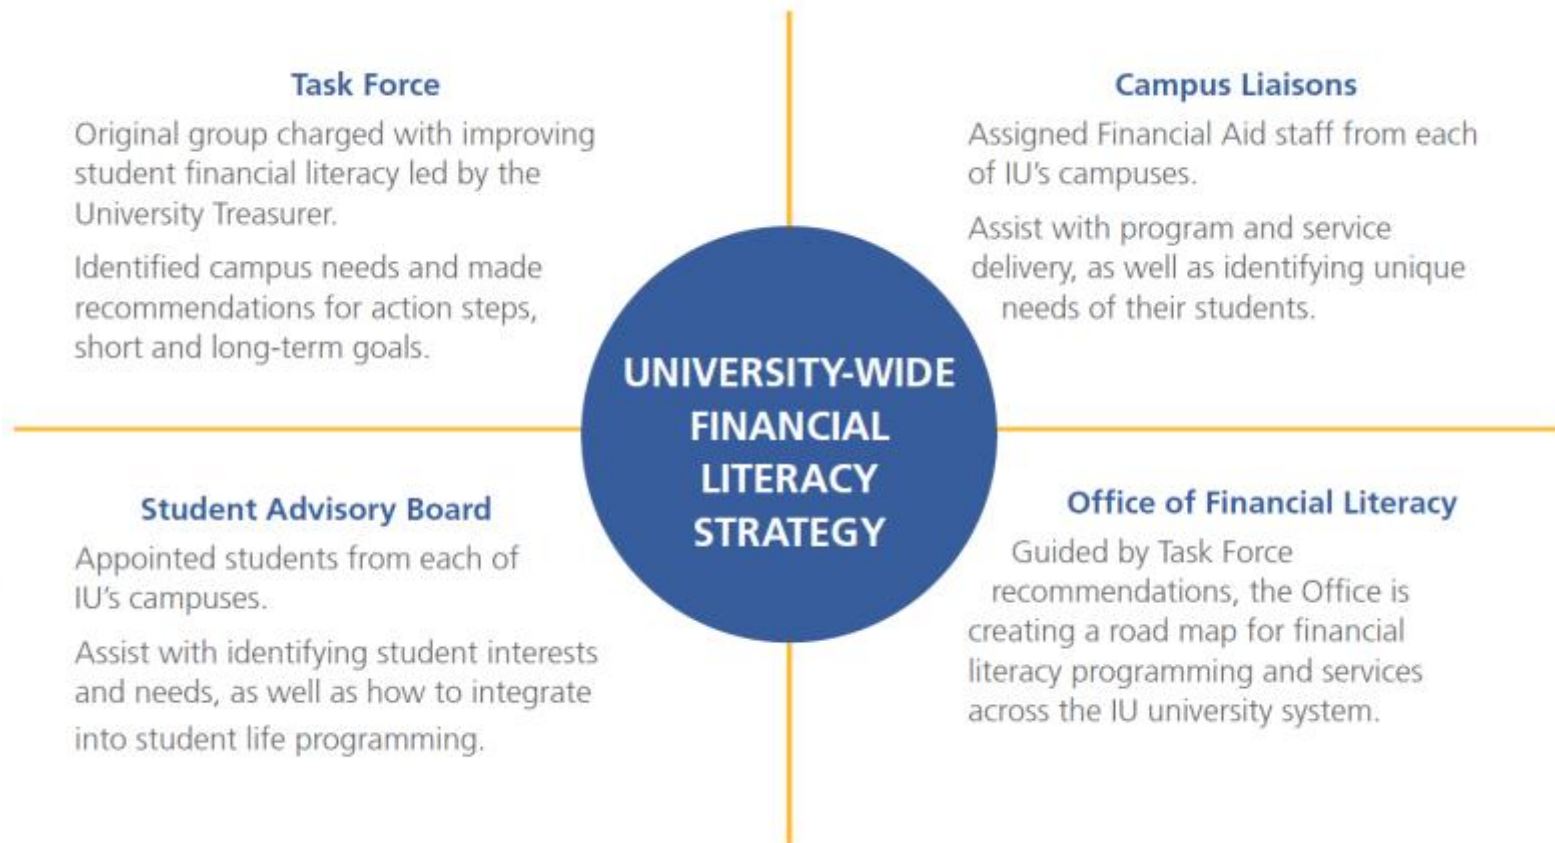 Task Force
Original group charged with improving
student financial literacy led by the
University Treasurer.
Identified campus needs and made
recommendations for action steps,
short and long-term goals.
Campus Liaisons
Assigned Financial Aid staff from each
of IU's campuses.
Assist with program and service
delivery, as well as identifying unique
needs of their students.
UNIVERSITY-WIDE
FINANCIAL
LITERACY
STRATEGY
Student Advisory Board
Appointed students from each of
IU's campuses.
Assist with identifying student interests
and needs, as well as how to integrate
into student life programming.
Office of Financial Literacy
Guided by Task Force
recommendations, the Office is
creating a road map for financial
literacy programming and services
across the IU university system.